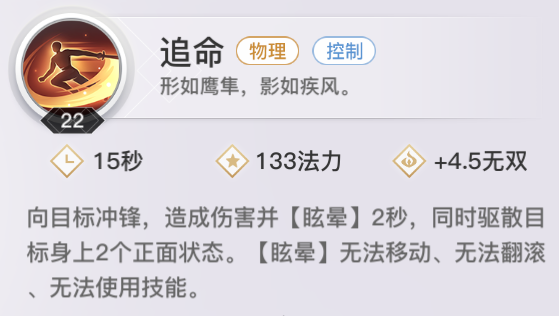 追命 物理 控制
形如鹰隼，影如疾风。
22
15秒 133法力 +4.5无双
向目标冲锋，造成伤害并【眩晕】2秒，同时驱散目
标身上2个正面状态。【眩晕】无法移动、无法翻滚
、无法使用技能。